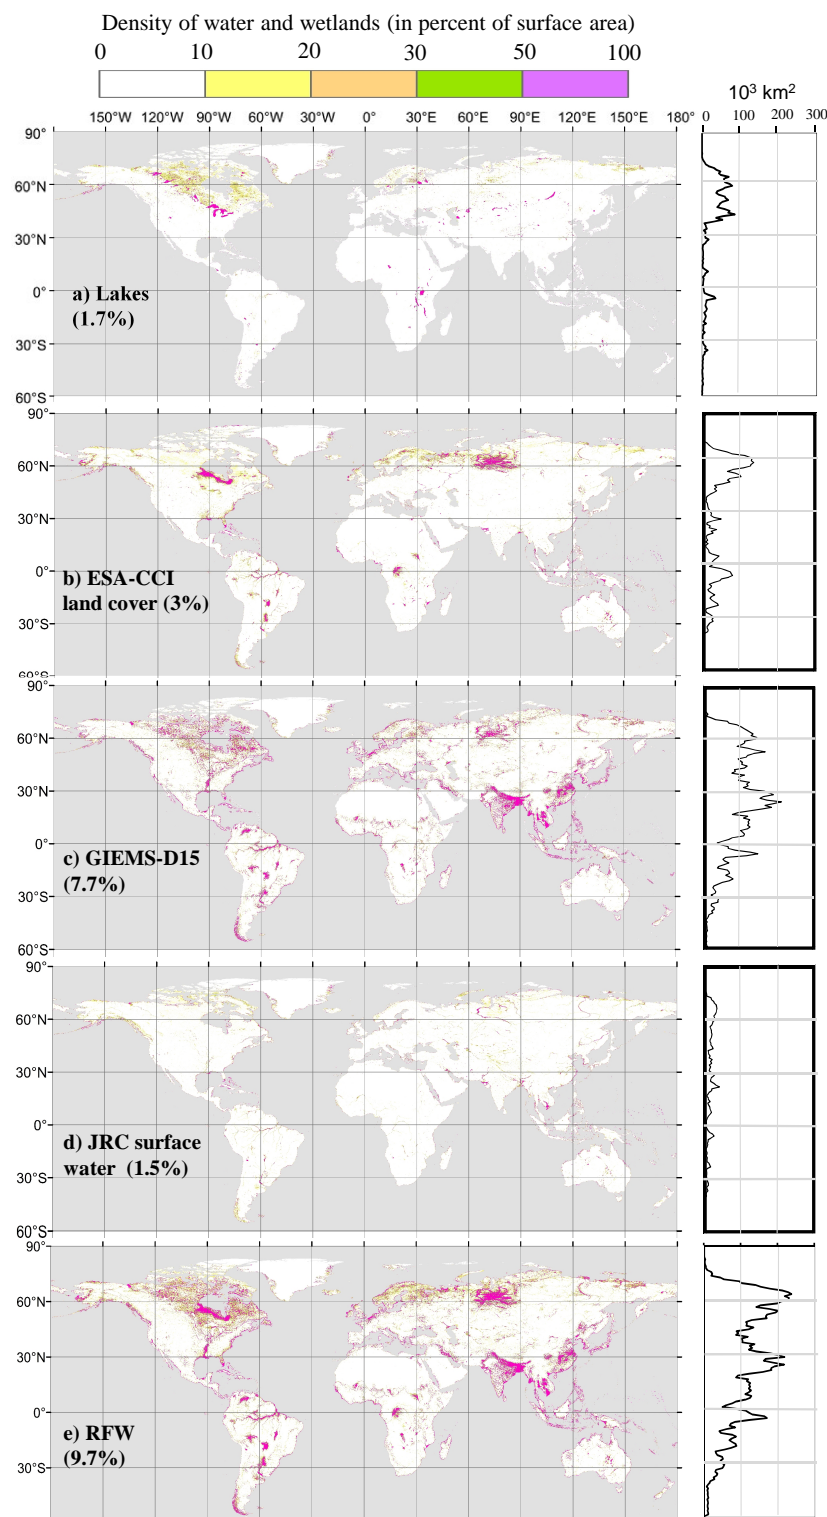 Density of water and wetlands (in percent of surface area)
0 10 20 30 50 100
10³ km²
0 100 200 300
150°W 120°W 90°W 60°W 30°W 0° 30°E 60°E 90°E 120°E 150°E 180°
90°
60°N
30°N
0°
a) Lakes
(1.7%)
30°S
60°S
90°
60°N
30°N
0°
b) ESA-CCI
land cover (3%)
30°S
60°S
90°
60°N
30°N
0°
c) GIEMS-D15
(7.7%)
30°S
60°S
90°
60°N
30°N
0°
d) JRC surface
water (1.5%)
30°S
60°S
90°
60°N
30°N
0°
e) RFW
(9.7%)
30°S